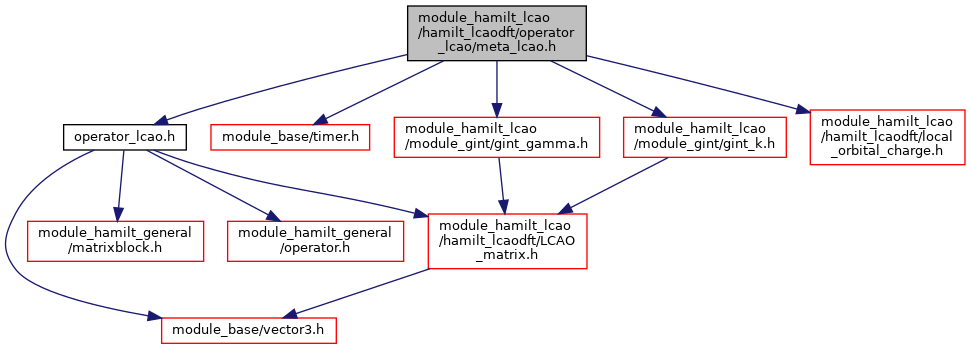 module_hamilt_lcao
/hamilt_lcaodft/operator
_lcao/meta_lcao.h
operator_lcao.h
module_base/timer.h
module_hamilt_lcao
/module_gint/gint_gamma.h
module_hamilt_lcao
/module_gint/gint_k.h
module_hamilt_lcao
/hamilt_lcaodft/local
_orbital_charge.h
module_hamilt_general
/matrixblock.h
module_hamilt_general
/operator.h
module_hamilt_lcao
/hamilt_lcaodft/LCAO
_matrix.h
module_base/vector3.h